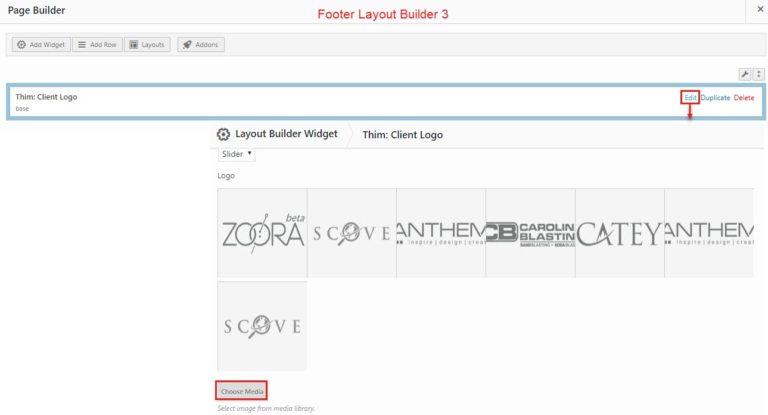 Page Builder
Footer Layout Builder 3
×
Add Widget
Add Row
Layouts
Addons
Thim: Client Logo
base
Edit Duplicate Delete
Layout Builder Widget
Thim: Client Logo
Slider
Logo
ZOORA beta
SCOVE
ANTHEM
inspire | design | crea
CB CAROLIN
BLASTIN
CATEY
ANTHEM
inspire | design | crea
SCOVE
Choose Media
Select image from media library.